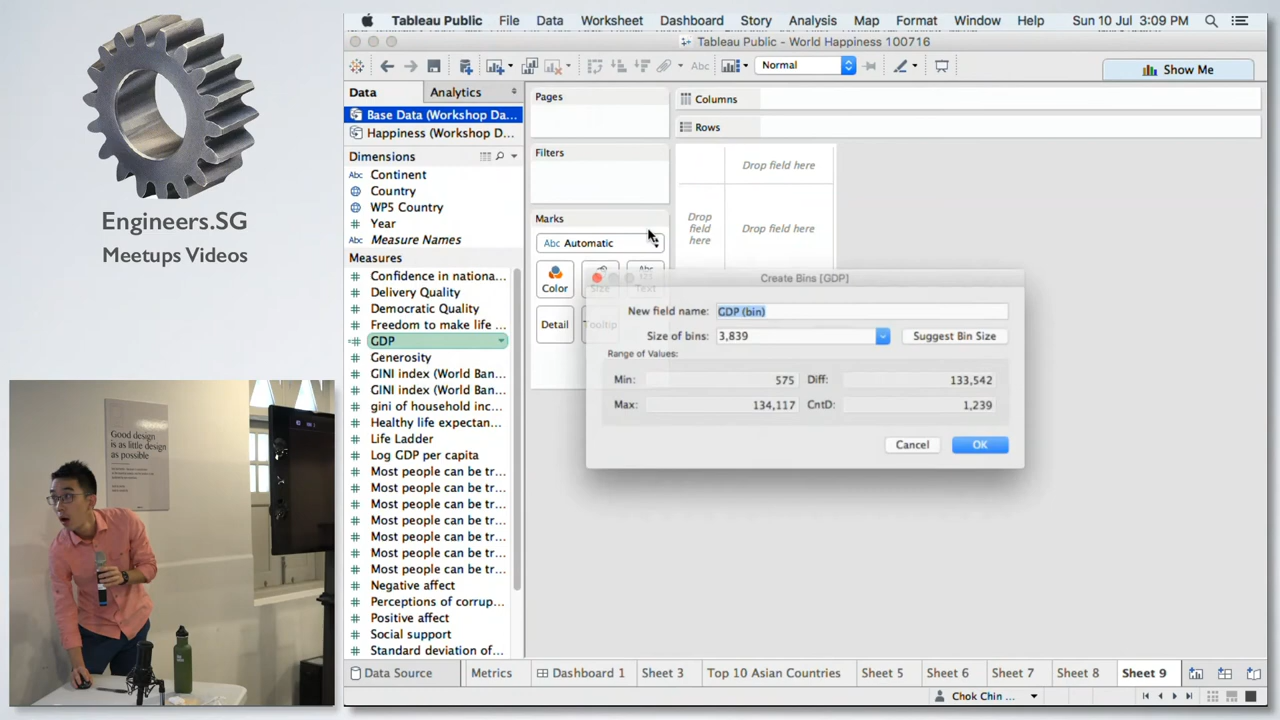 Engineers.SG
Meetups Videos
Good design
is as little design
as possible
Tableau Public File Data Worksheet Dashboard Story Analysis Map Format Window Help Sun 10 Jul 3:09 PM
Tableau Public - World Happiness 100716
Abc Normal Show Me
Data Analytics
Base Data (Workshop Da...
Happiness (Workshop D...
Dimensions
Abc Continent
Country
WP5 Country
# Year
Abc Measure Names
Measures
# Confidence in nationa...
# Delivery Quality
# Democratic Quality
# Freedom to make life ...
GDP
# Generosity
# GINI index (World Ban...
# GINI index (World Ban...
# gini of household inc...
# Healthy life expectan...
# Life Ladder
# Log GDP per capita
# Most people can be tr...
# Most people can be tr...
# Most people can be tr...
# Most people can be tr...
# Most people can be tr...
# Most people can be tr...
# Most people can be tr...
# Negative affect
# Perceptions of corrup...
# Positive affect
# Social support
# Standard deviation of...
Pages
Filters
Marks
Abc Automatic
Color Size Text
Detail Tooltip
Columns
Rows
Drop field here
Drop
field
here
Drop field here
Create Bins [GDP]
New field name: GDP (bin)
Size of bins: 3,839 Suggest Bin Size
Range of Values:
Min: 575 Diff: 133,542
Max: 134,117 CntD: 1,239
Cancel OK
Data Source Metrics Dashboard 1 Sheet 3 Top 10 Asian Countries Sheet 5 Sheet 6 Sheet 7 Sheet 8 Sheet 9
Chok Chin ...